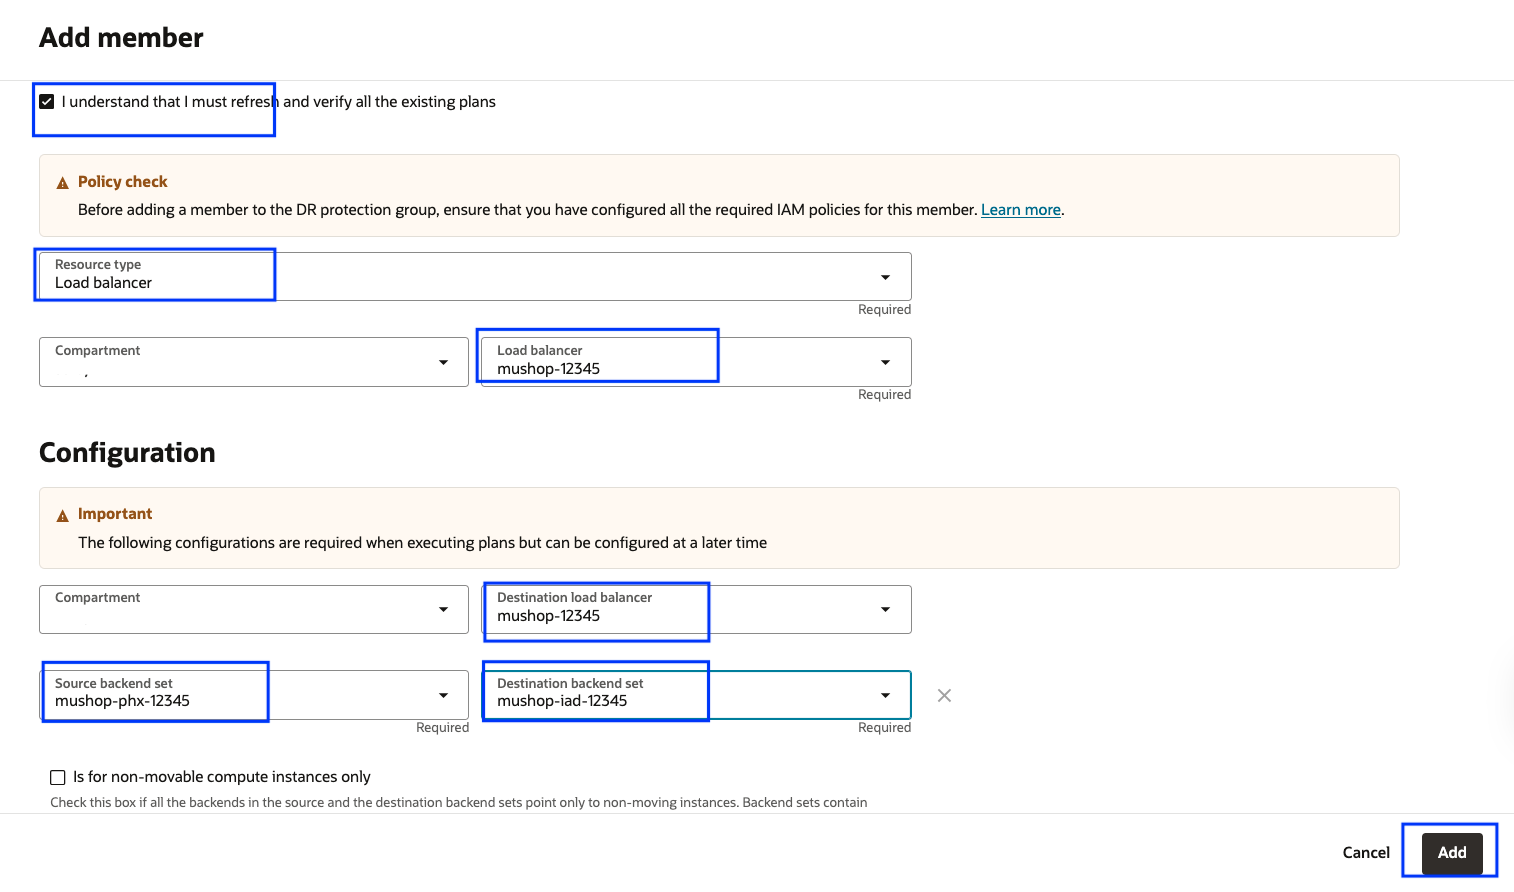 Add member
I understand that I must refresh and verify all the existing plans
Policy check
Before adding a member to the DR protection group, ensure that you have configured all the required IAM policies for this member. Learn more.
Resource type
Load balancer
Required
Compartment
Load balancer
mushop-12345
Required
Configuration
Important
The following configurations are required when executing plans but can be configured at a later time
Compartment
Destination load balancer
mushop-12345
Source backend set
mushop-phx-12345
Required
Destination backend set
mushop-iad-12345
Required
Is for non-movable compute instances only
Check this box if all the backends in the source and the destination backend sets point only to non-moving instances. Backend sets contain
Cancel
Add